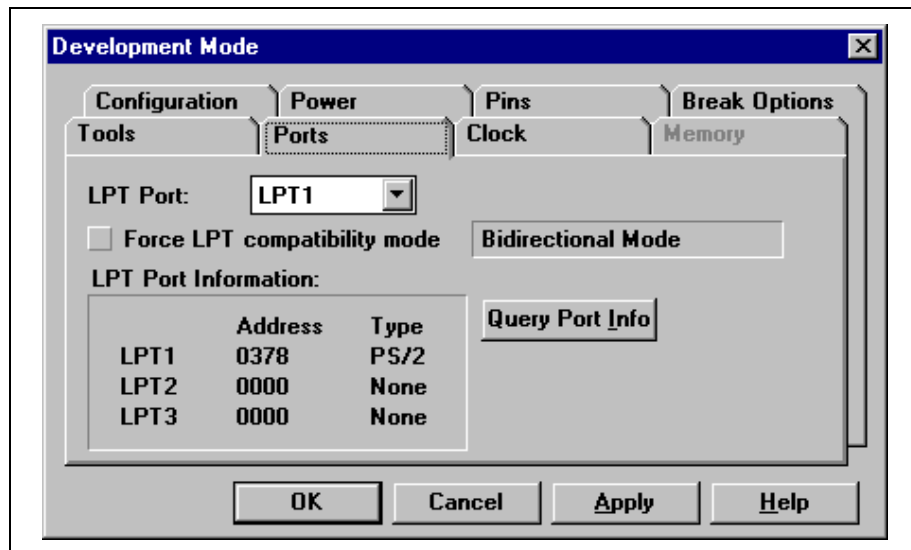 Development Mode
Configuration Power Pins Break Options
Tools Ports Clock Memory
LPT Port: LPT1
Force LPT compatibility mode Bidirectional Mode
LPT Port Information:
Query Port Info
Address Type
LPT1 0378 PS/2
LPT2 0000 None
LPT3 0000 None
OK Cancel Apply Help